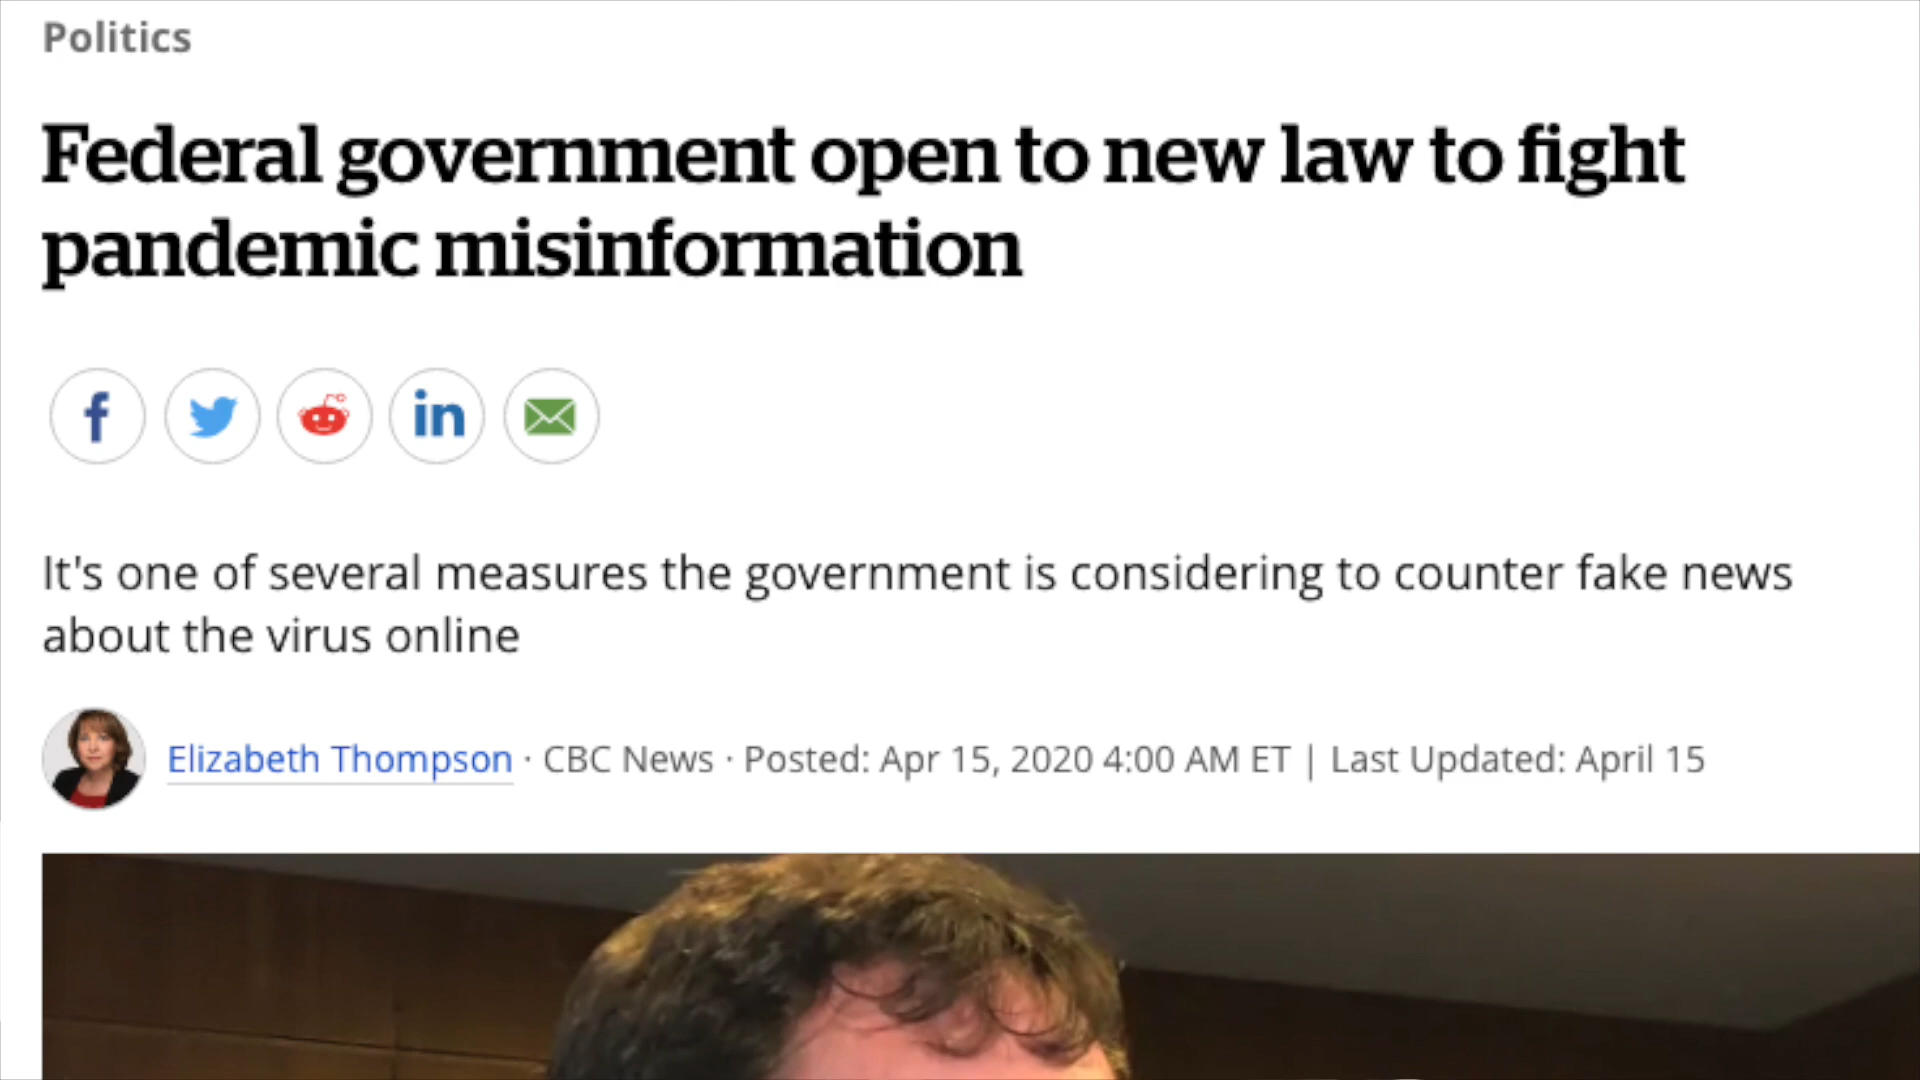 Politics
Federal government open to new law to fight
pandemic misinformation
f
in
It's one of several measures the government is considering to counter fake news
about the virus online
Elizabeth Thompson · CBC News · Posted: Apr 15, 2020 4:00 AM ET | Last Updated: April 15